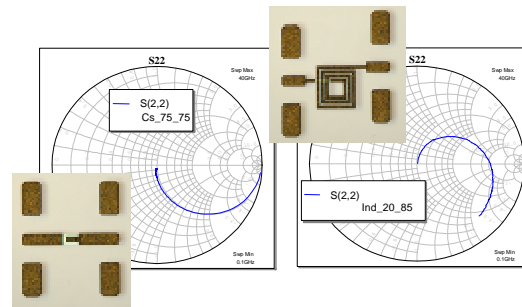 S22
Swp Max
40GHz
S(2,2)
Cs_75_75
Swp Min
0.1GHz
S22
Swp Max
40GHz
S(2,2)
Ind_20_85
Swp Min
0.1GHz